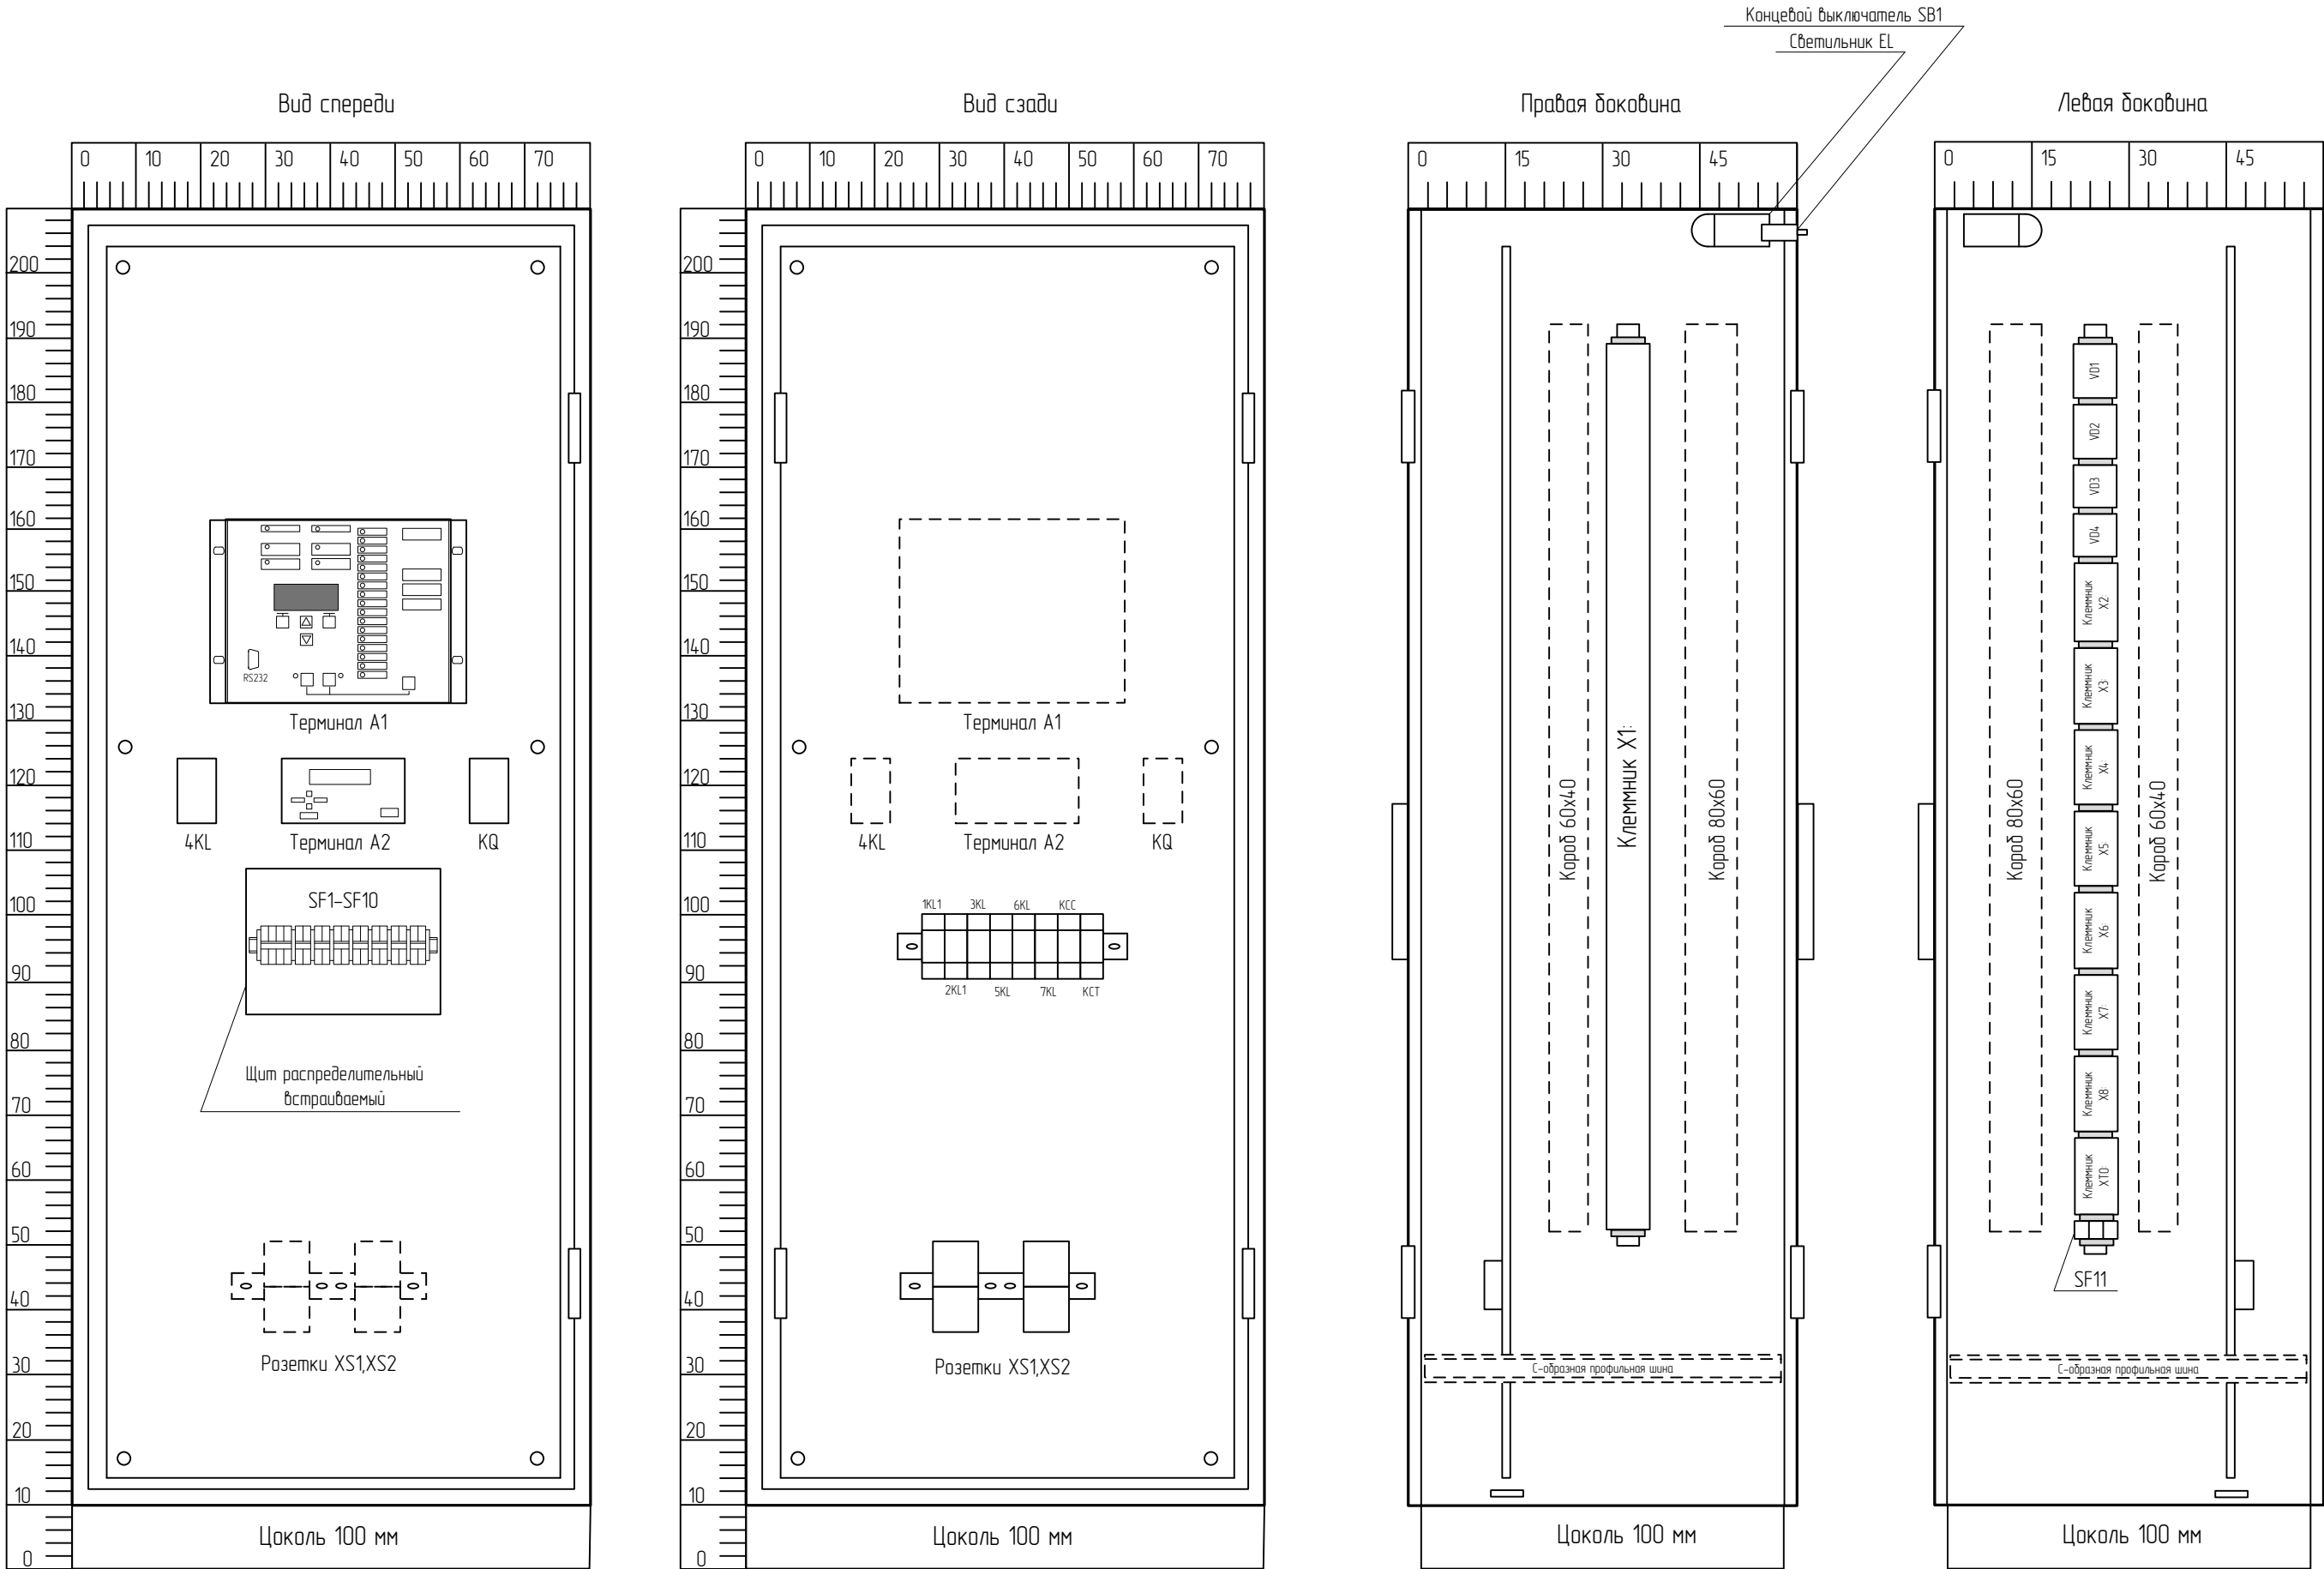 Концевой выключатель SB1
Светильник EL
Вид спереди
0 10 20 30 40 50 60 70
200
190
180
170
160
150
140
130
120
110
100
90
80
70
60
50
40
30
20
10
0
RS232
Терминал А1
4KL
Терминал А2
KQ
SF1-SF10
Щит распределительный
встраиваемый
Розетки XS1,XS2
Цоколь 100 мм
Вид сзади
0 10 20 30 40 50 60 70
200
190
180
170
160
150
140
130
120
110
100
90
80
70
60
50
40
30
20
10
0
Терминал А1
4KL
Терминал А2
KQ
1KL1 3KL 6KL KCC
2KL1 5KL 7KL KCT
Розетки XS1,XS2
Цоколь 100 мм
Правая боковина
0 15 30 45
Короб 60х40
Клеммник X1:
Короб 80х60
С-образная профильная шина
Цоколь 100 мм
Левая боковина
0 15 30 45
Короб 80х60
VD1
VD2
VD3
VD4
Клеммник
X2:
Клеммник
X3:
Клеммник
X4:
Клеммник
X5:
Клеммник
X6:
Клеммник
X7:
Клеммник
X8:
Клеммник
XT0:
Короб 60х40
SF11
С-образная профильная шина
Цоколь 100 мм